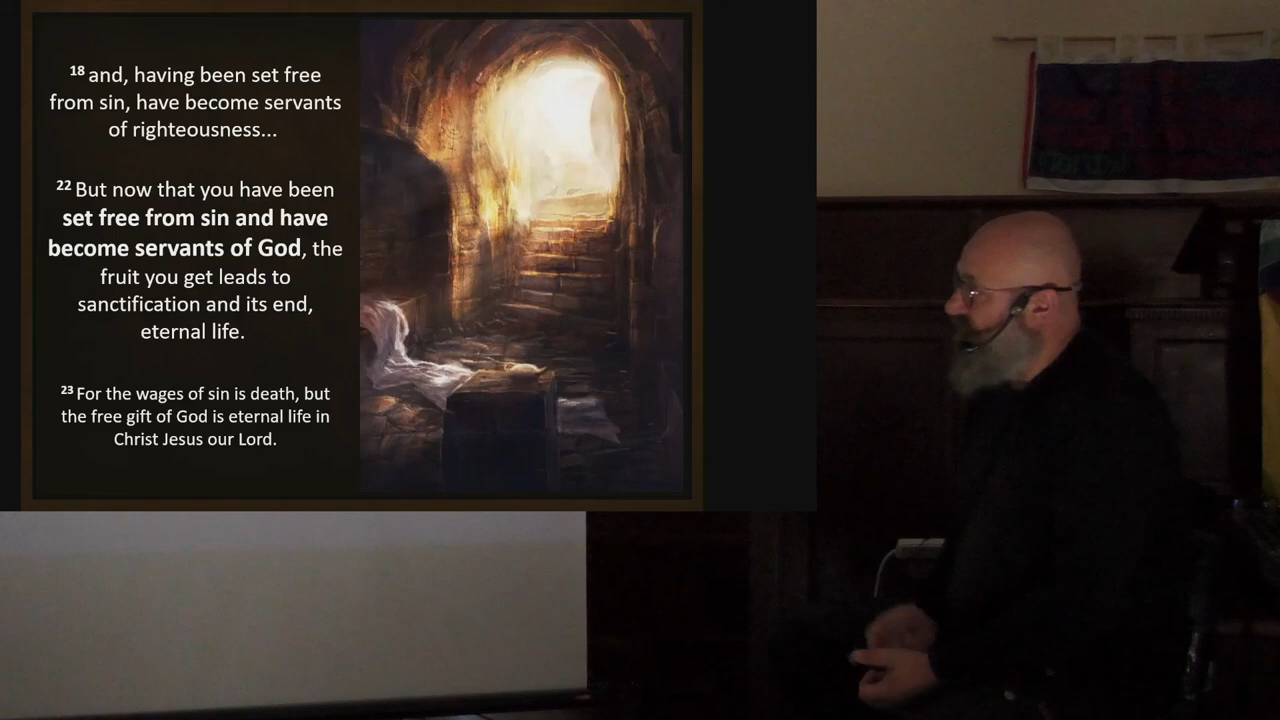 18 and, having been set free
from sin, have become servants
of righteousness...
22 But now that you have been
set free from sin and have
become servants of God, the
fruit you get leads to
sanctification and its end,
eternal life.
23 For the wages of sin is death, but
the free gift of God is eternal life in
Christ Jesus our Lord.